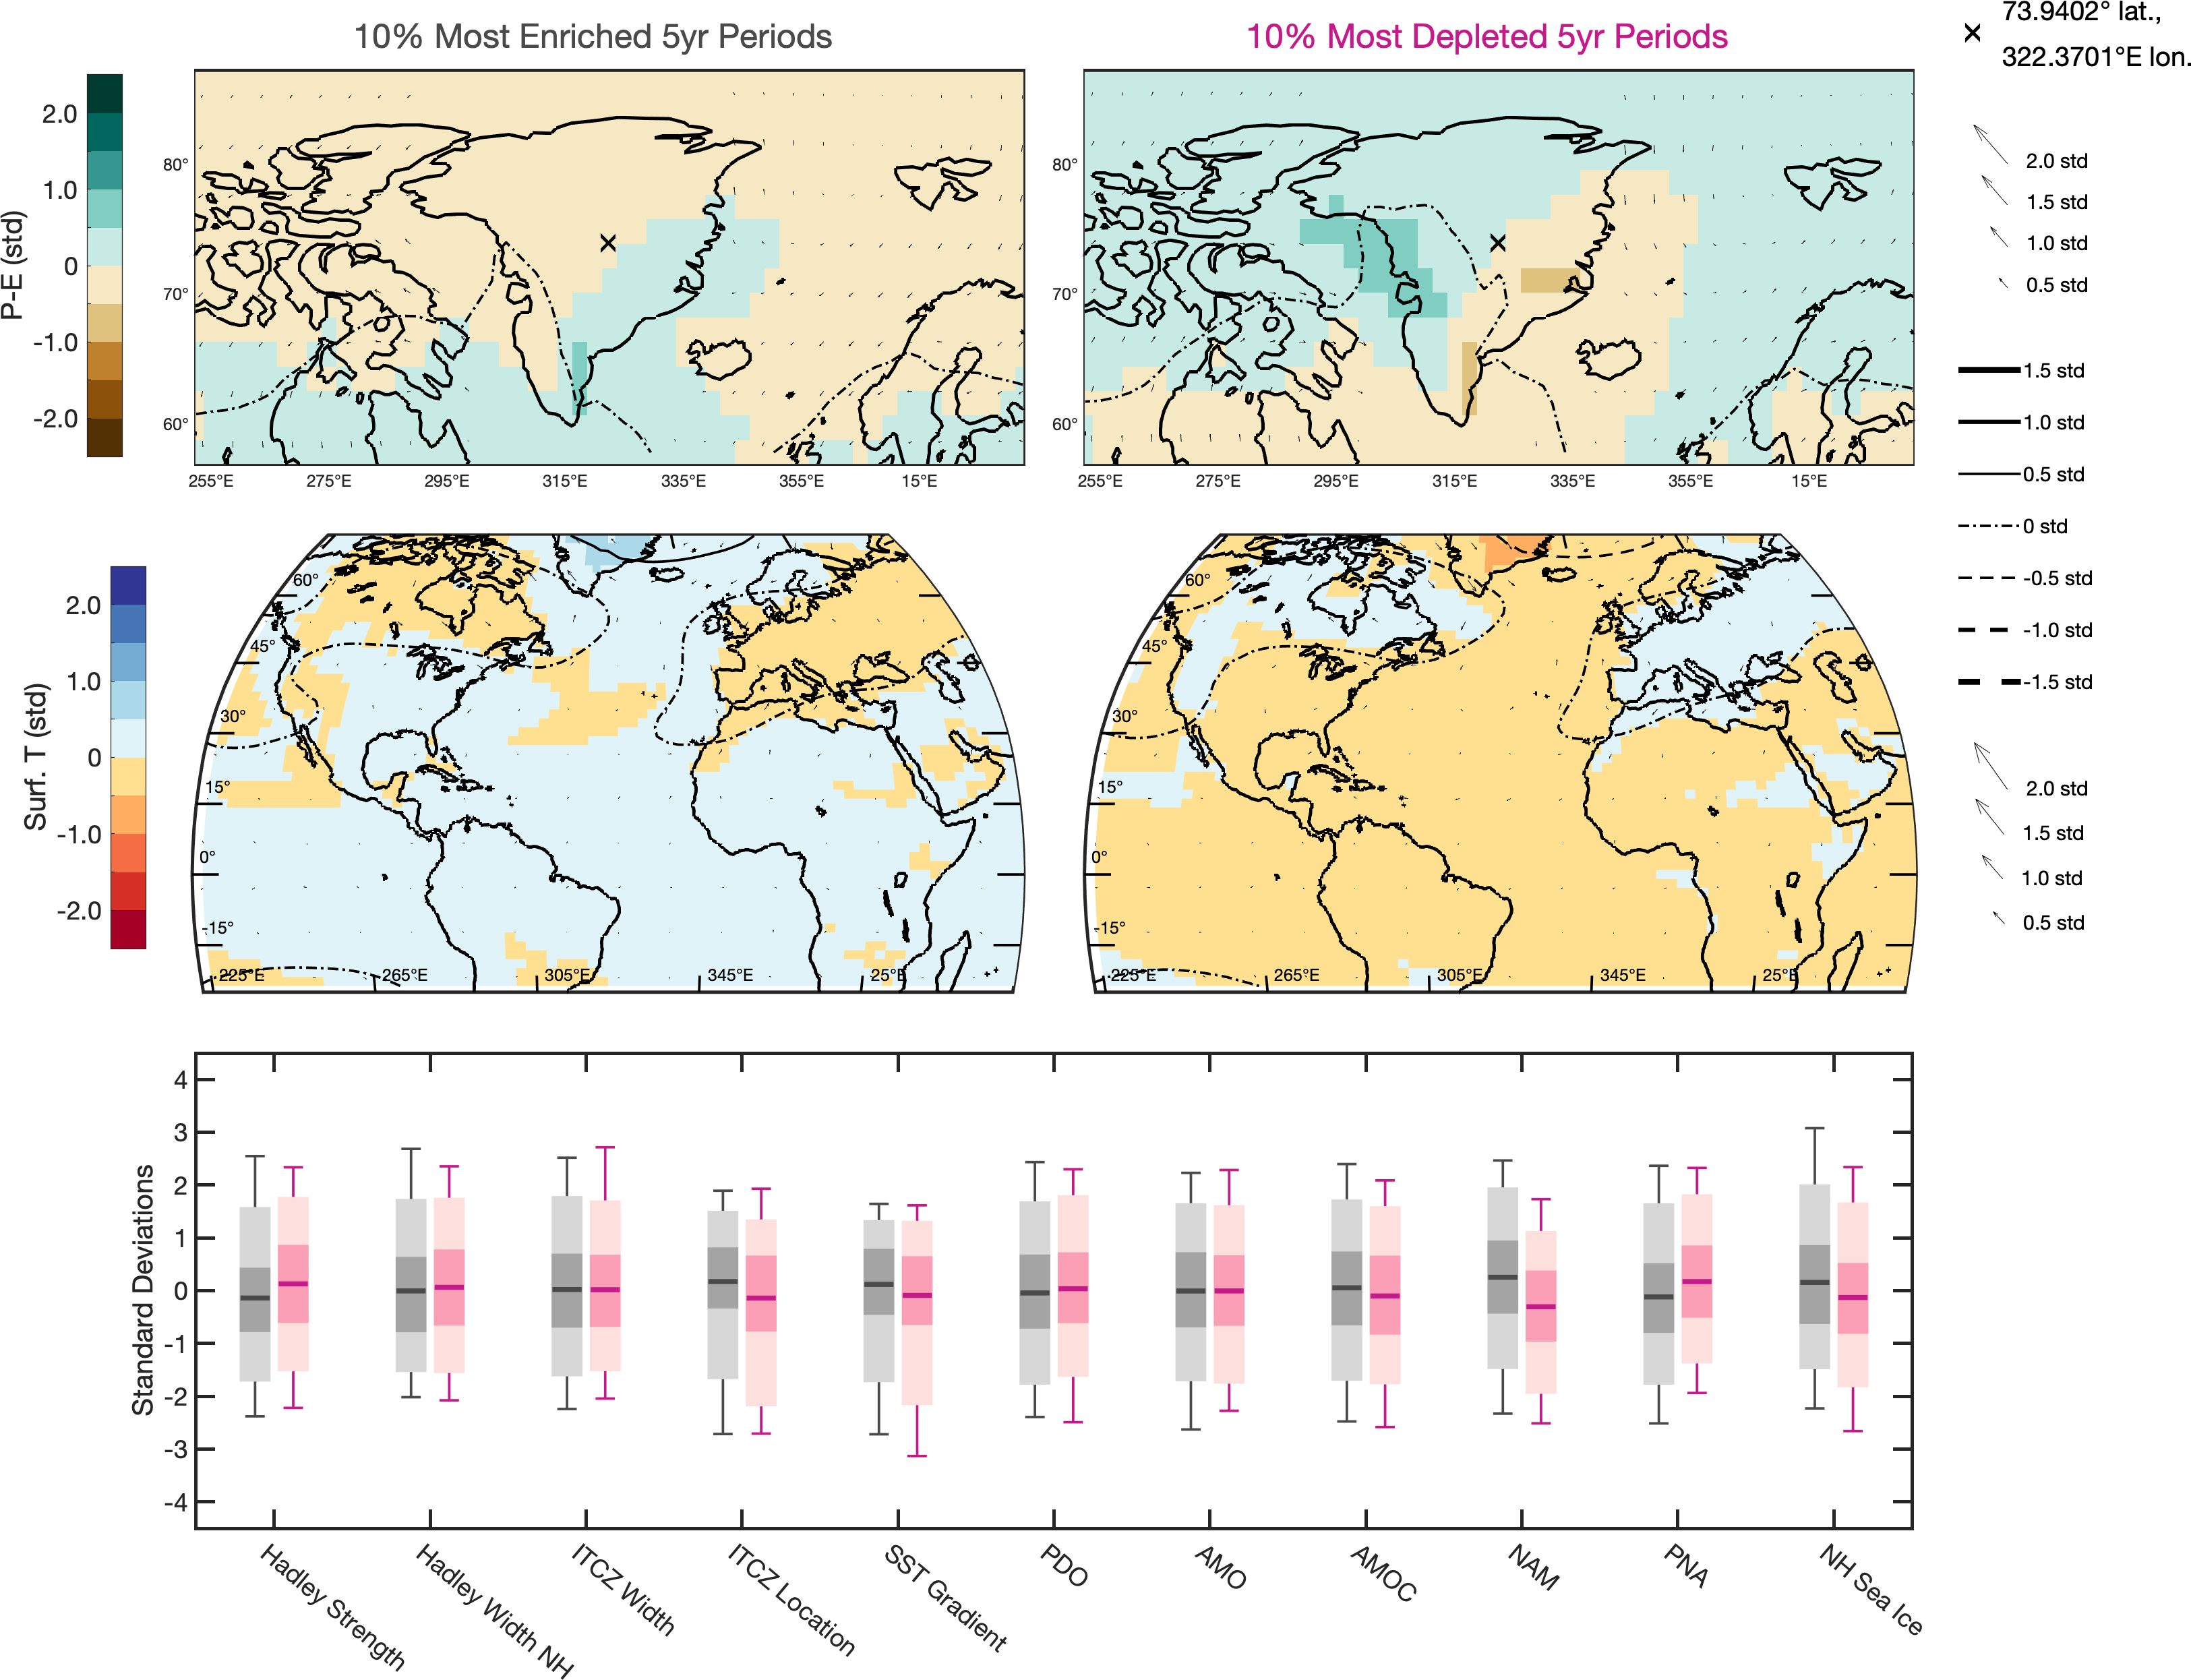 10% Most Enriched 5yr Periods
10% Most Depleted 5yr Periods
73.9402° lat.,
322.3701°E lon.
P-E (std)
2.0
1.0
0
-1.0
-2.0
80°
70°
60°
255°E 275°E 295°E 315°E 335°E 355°E 15°E
80°
70°
60°
255°E 275°E 295°E 315°E 335°E 355°E 15°E
2.0 std
1.5 std
1.0 std
0.5 std
1.5 std
1.0 std
0.5 std
0 std
-0.5 std
-1.0 std
-1.5 std
Surf. T (std)
2.0
1.0
0
-1.0
-2.0
60°
45°
30°
15°
0°
-15°
225°E 265°E 305°E 345°E 25°E
60°
45°
30°
15°
0°
-15°
225°E 265°E 305°E 345°E 25°E
2.0 std
1.5 std
1.0 std
0.5 std
Standard Deviations
4
3
2
1
0
-1
-2
-3
-4
Hadley Strength
Hadley Width NH
ITCZ Width
ITCZ Location
SST Gradient
PDO
AMO
AMOC
NAM
PNA
NH Sea Ice